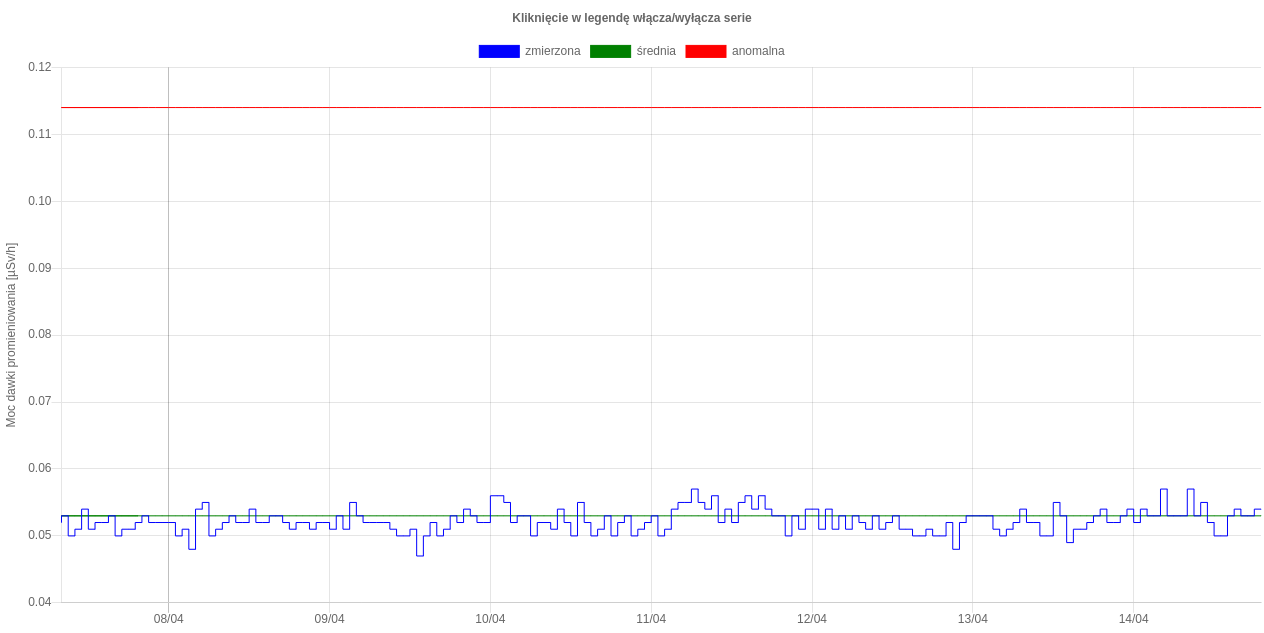 Kliknięcie w legendę włącza/wyłącza serie
zmierzona średnia anomalna
Moc dawki promieniowania [µSv/h]
0.12
0.11
0.10
0.09
0.08
0.07
0.06
0.05
0.04
08/04 09/04 10/04 11/04 12/04 13/04 14/04